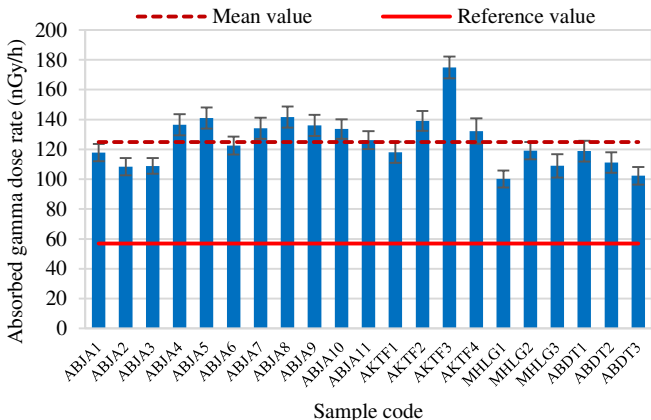 Mean value
Reference value
Absorbed gamma dose rate (nGy/h)
200
180
160
140
120
100
80
60
40
20
0
ABJA1
ABJA2
ABJA3
ABJA4
ABJA5
ABJA6
ABJA7
ABJA8
ABJA9
ABJA10
ABJA11
AKTF1
AKTF2
AKTF3
AKTF4
MHLG1
MHLG2
MHLG3
ABDT1
ABDT2
ABDT3
Sample code